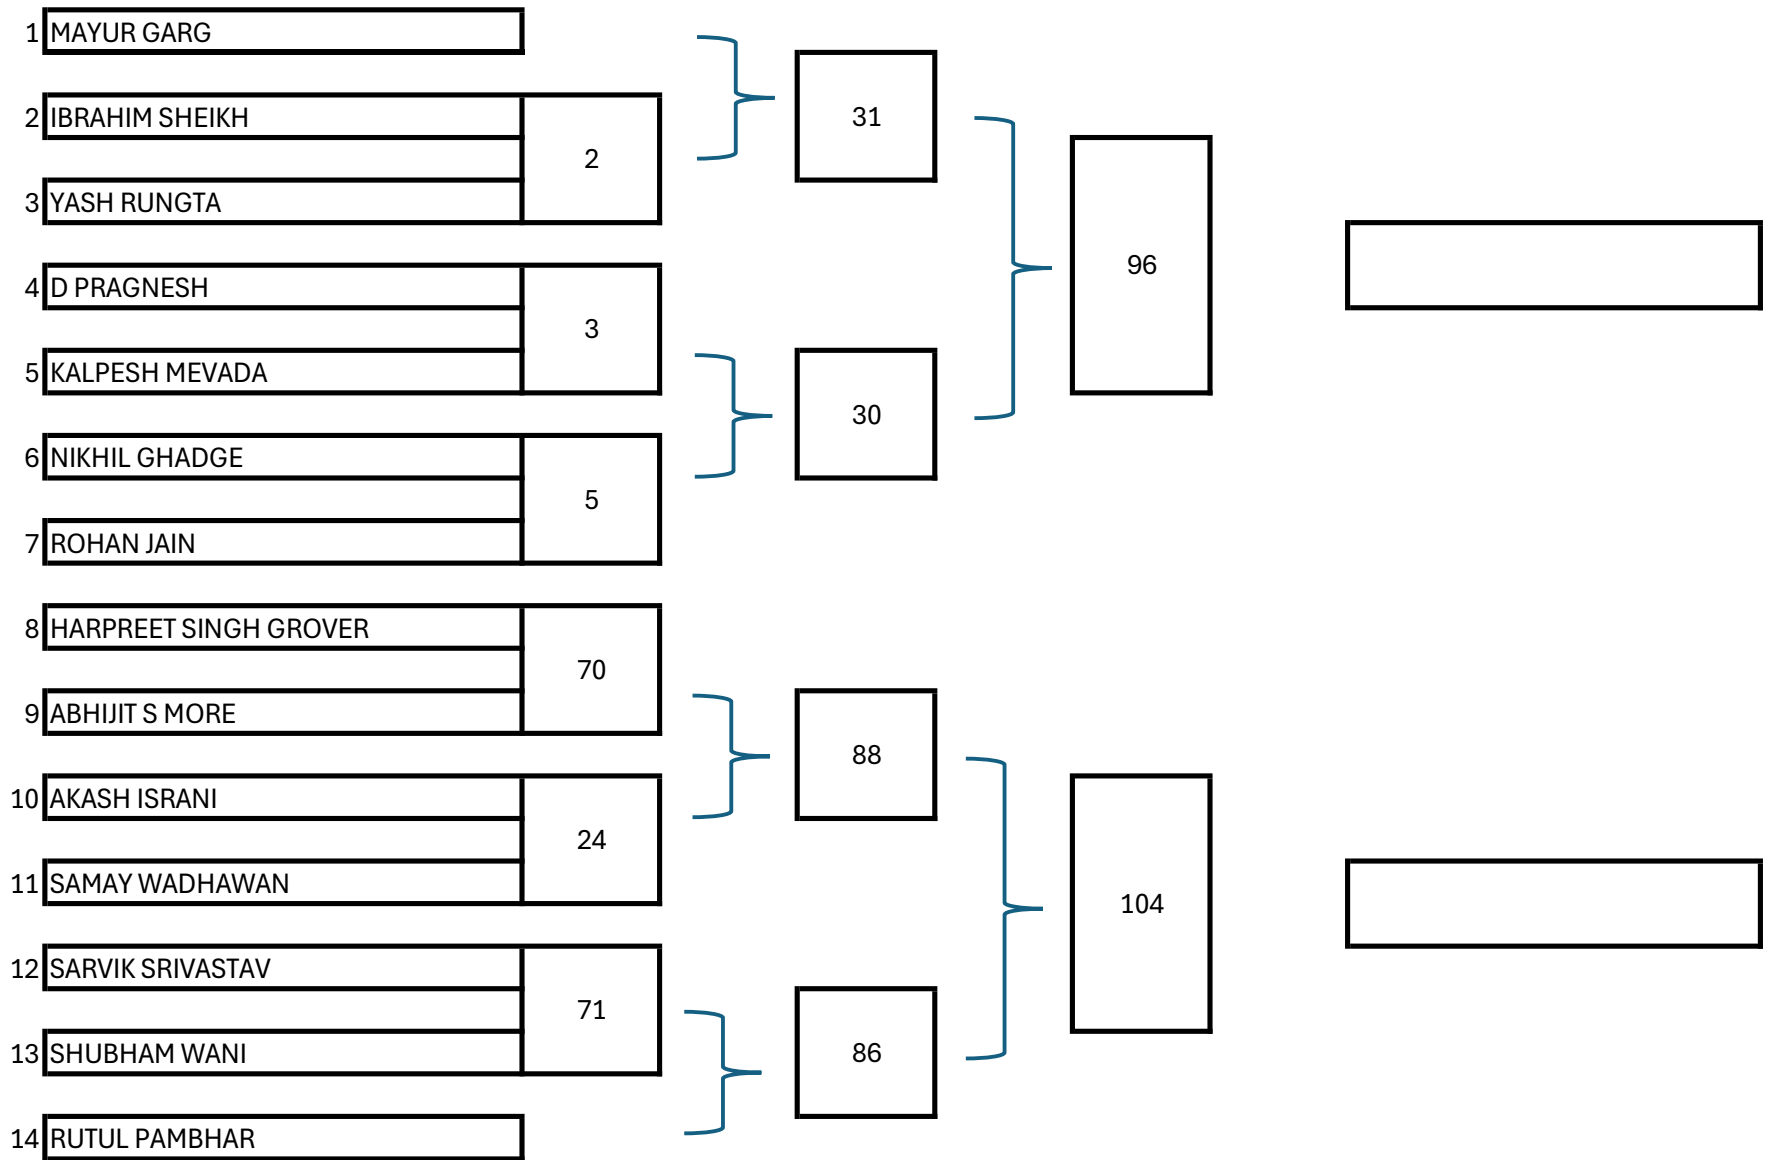 1 MAYUR GARG
31
2 IBRAHIM SHEIKH
2
3 YASH RUNGTA
96
4 D PRAGNESH
3
5 KALPESH MEVADA
30
6 NIKHIL GHADGE
5
7 ROHAN JAIN
8 HARPREET SINGH GROVER
70
9 ABHIJIT S MORE
88
10 AKASH ISRANI
24
11 SAMAY WADHAWAN
104
12 SARVIK SRIVASTAV
71
13 SHUBHAM WANI
86
14 RUTUL PAMBHAR